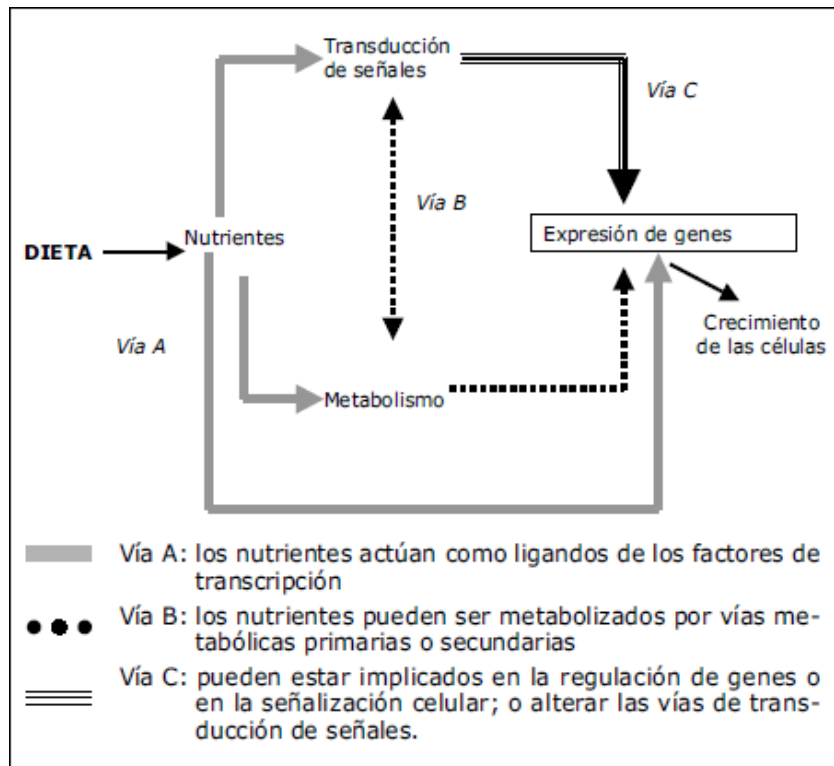 Transducción
de señales
Vía C
Vía B
Nutrientes
Expresión de genes
DIETA
Crecimiento
de las células
Vía A
Metabolismo
Vía A: los nutrientes actúan como ligandos de los factores de
transcripción
Vía B: los nutrientes pueden ser metabolizados por vías me-
tabólicas primarias o secundarias
Vía C: pueden estar implicados en la regulación de genes o
en la señalización celular; o alterar las vías de trans-
ducción de señales.